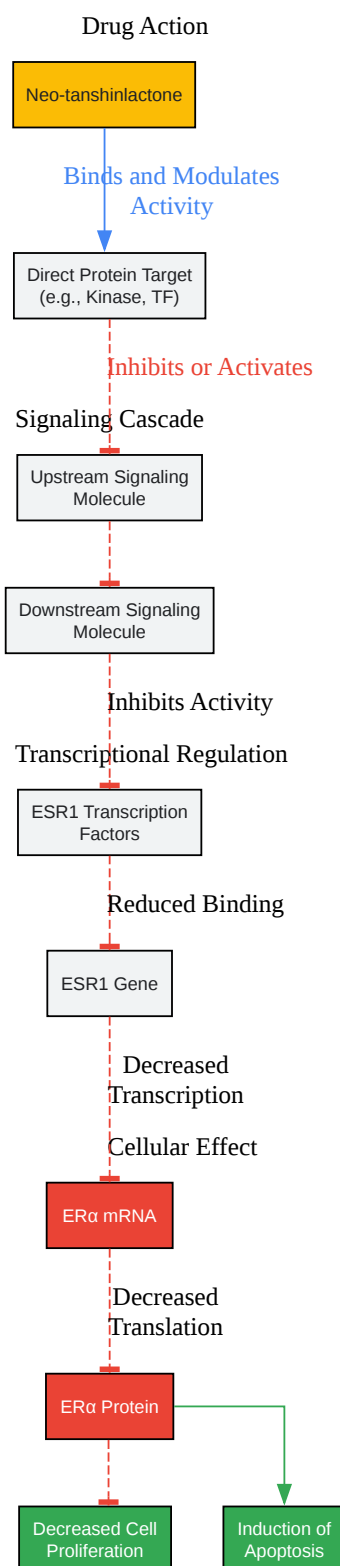 Drug Action
Neo-tanshinlactone
Binds and Modulates
Activity
Direct Protein Target
(e.g., Kinase, TF)
Inhibits or Activates
Signaling Cascade
Upstream Signaling
Molecule
Downstream Signaling
Molecule
Inhibits Activity
Transcriptional Regulation
ESR1 Transcription
Factors
Reduced Binding
ESR1 Gene
Decreased
Transcription
Cellular Effect
ERα mRNA
Decreased
Translation
ERα Protein
Decreased Cell
Proliferation
Induction of
Apoptosis